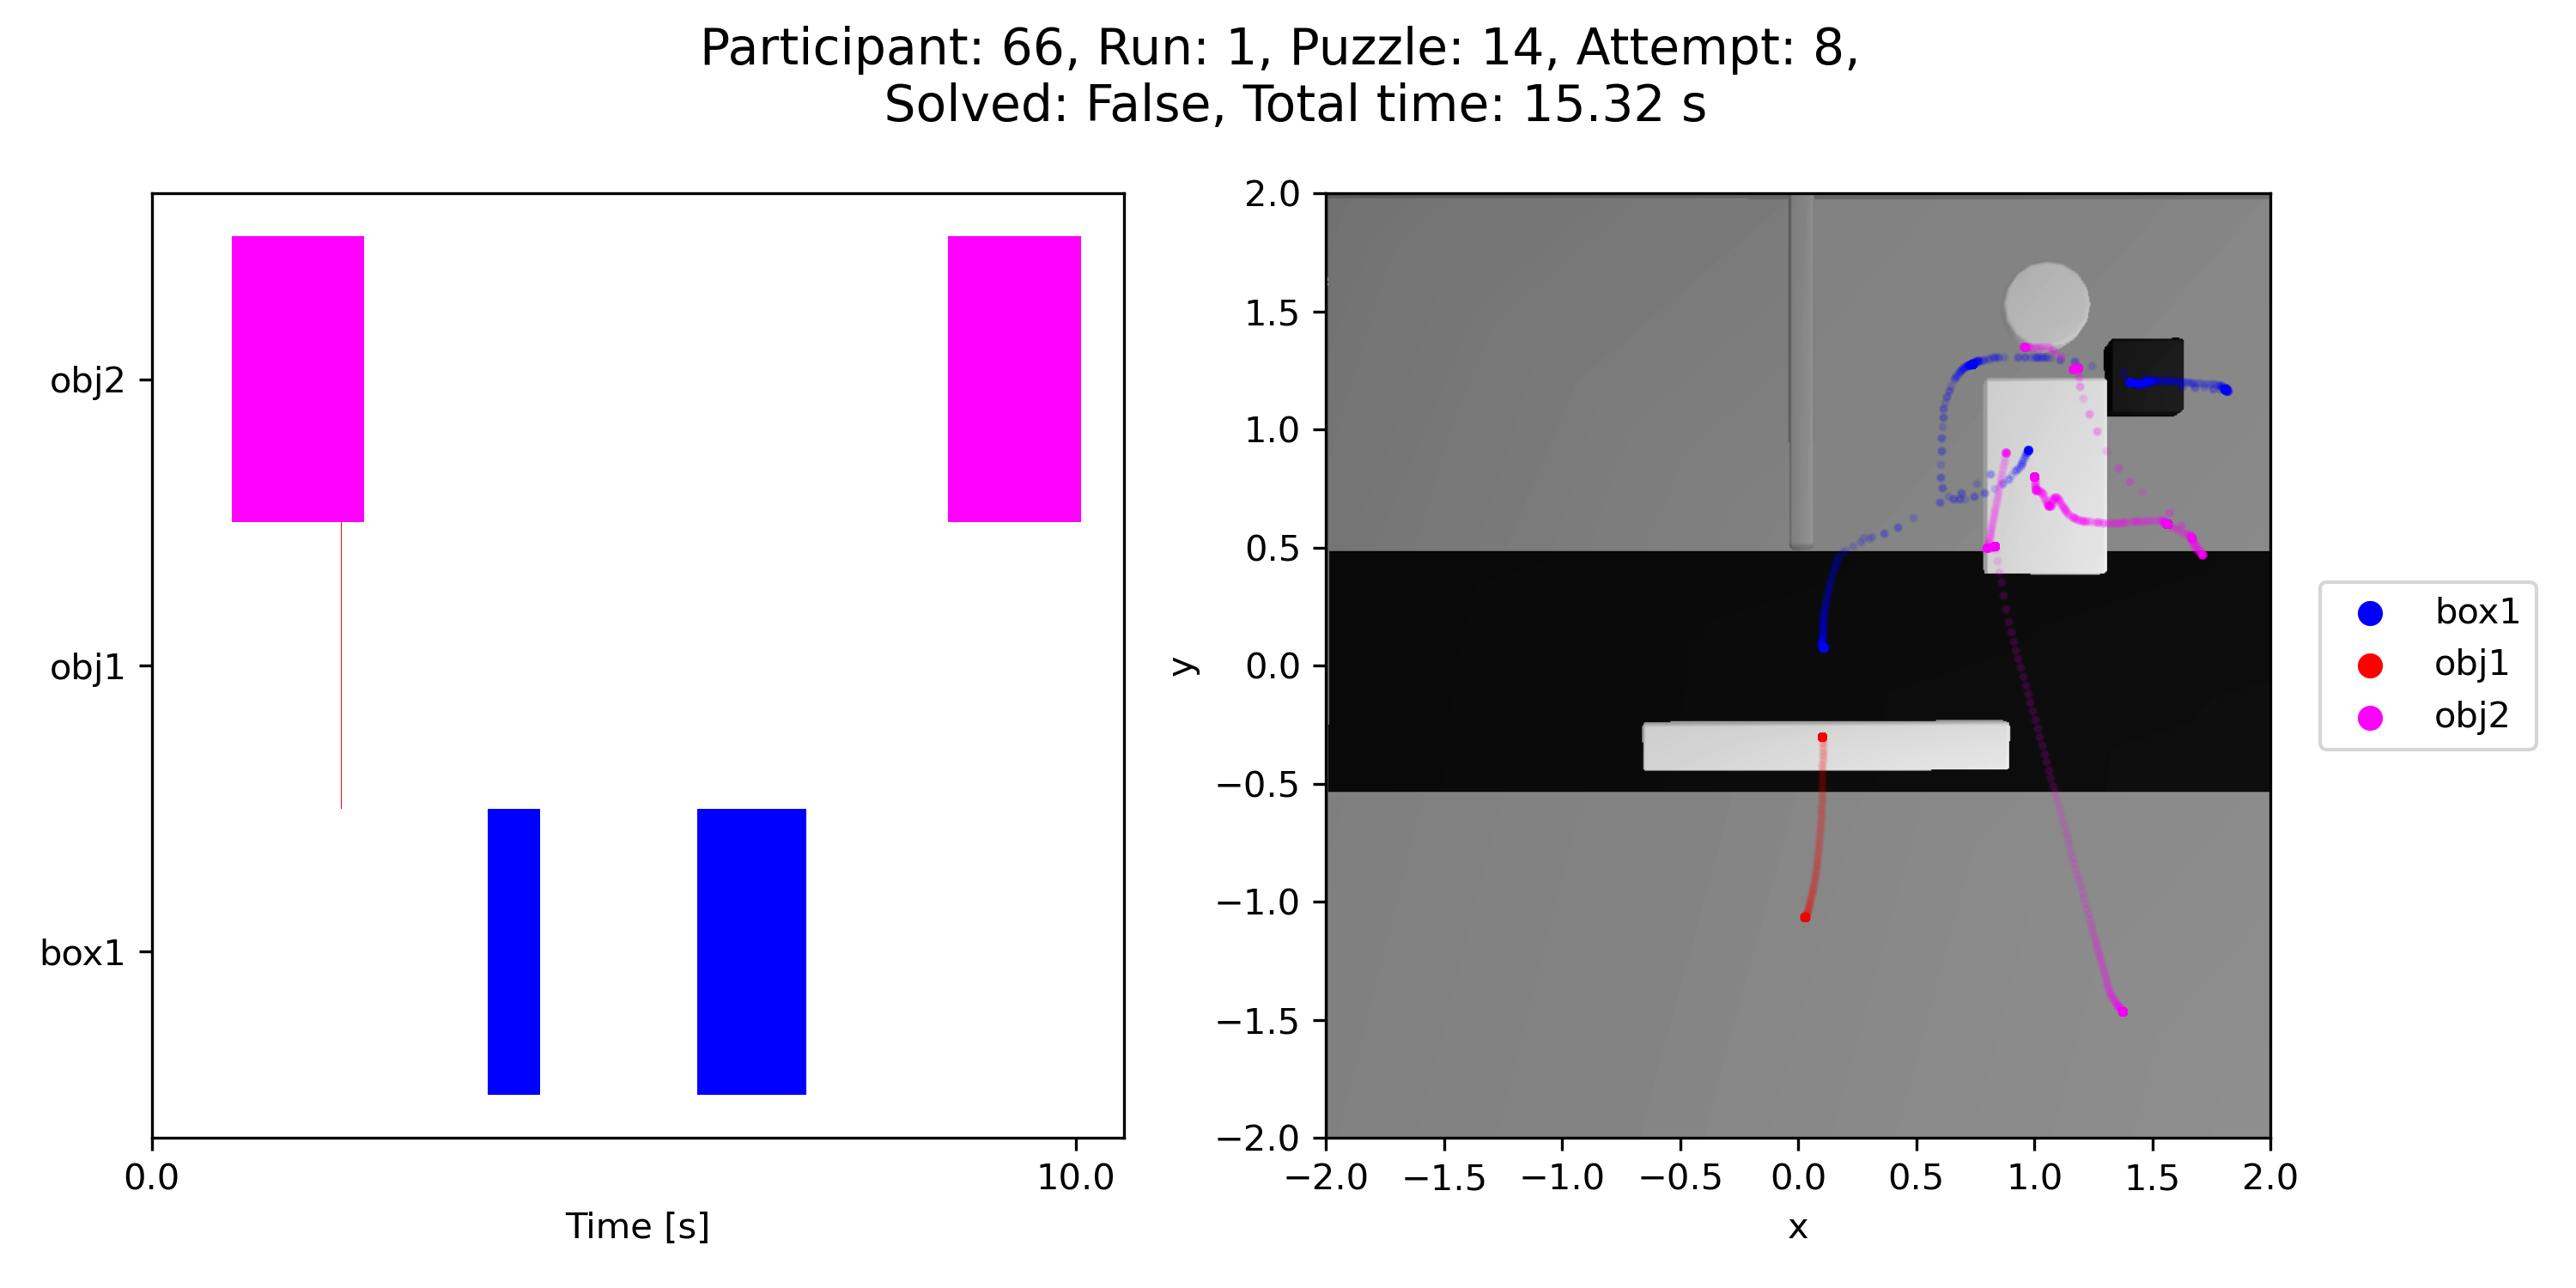 Participant: 66, Run: 1, Puzzle: 14, Attempt: 8,
Solved: False, Total time: 15.32 s
obj2
obj1
box1
0.0
10.0
Time [s]
y
2.0
1.5
1.0
0.5
0.0
−0.5
−1.0
−1.5
−2.0
−2.0
−1.5
−1.0
−0.5
0.0
0.5
1.0
1.5
2.0
x
box1
obj1
obj2